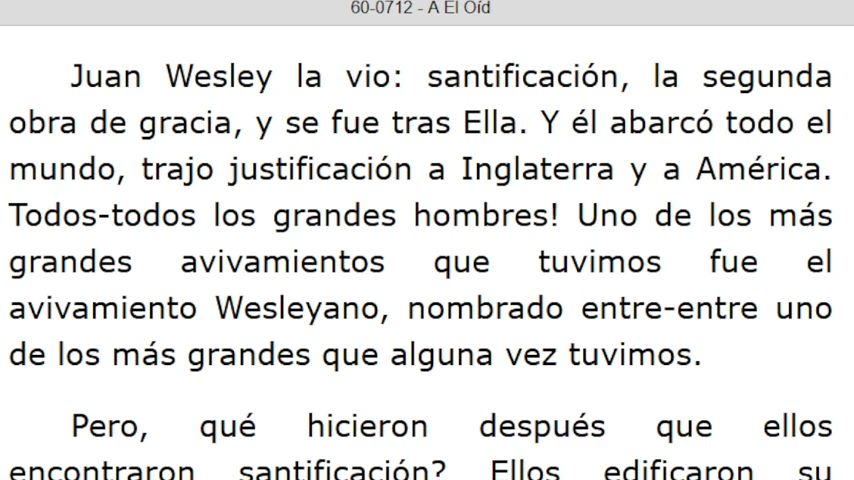 60-0712 - A El Oíd
Juan Wesley la vio: santificación, la segunda
obra de gracia, y se fue tras Ella. Y él abarcó todo el
mundo, trajo justificación a Inglaterra y a América.
Todos-todos los grandes hombres! Uno de los más
grandes avivamientos que tuvimos fue el
avivamiento Wesleyano, nombrado entre-entre uno
de los más grandes que alguna vez tuvimos.
Pero, qué hicieron después que ellos
encontraron santificación? Ellos edificaron su